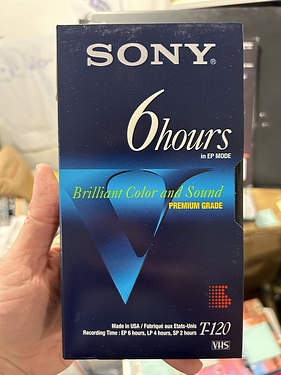 SONY®
6hours
in EP MODE
Brilliant Color and Sound
PREMIUM GRADE
V
Made in USA / Fabriqué aux Etats-Unis
Recording Time: EP 6 hours, LP 4 hours, SP 2 hours
T-120
VHS